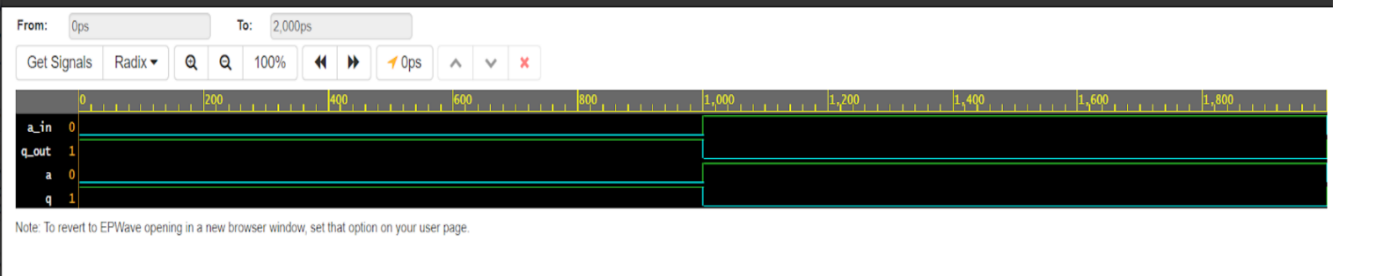 From: 0ps To: 2,000ps
Get Signals Radix 100% 0ps
0 200 400 600 800 1,000 1,200 1,400 1,600 1,800
a_in 0
q_out 1
a 0
q 1
Note: To revert to EPWave opening in a new browser window, set that option on your user page.